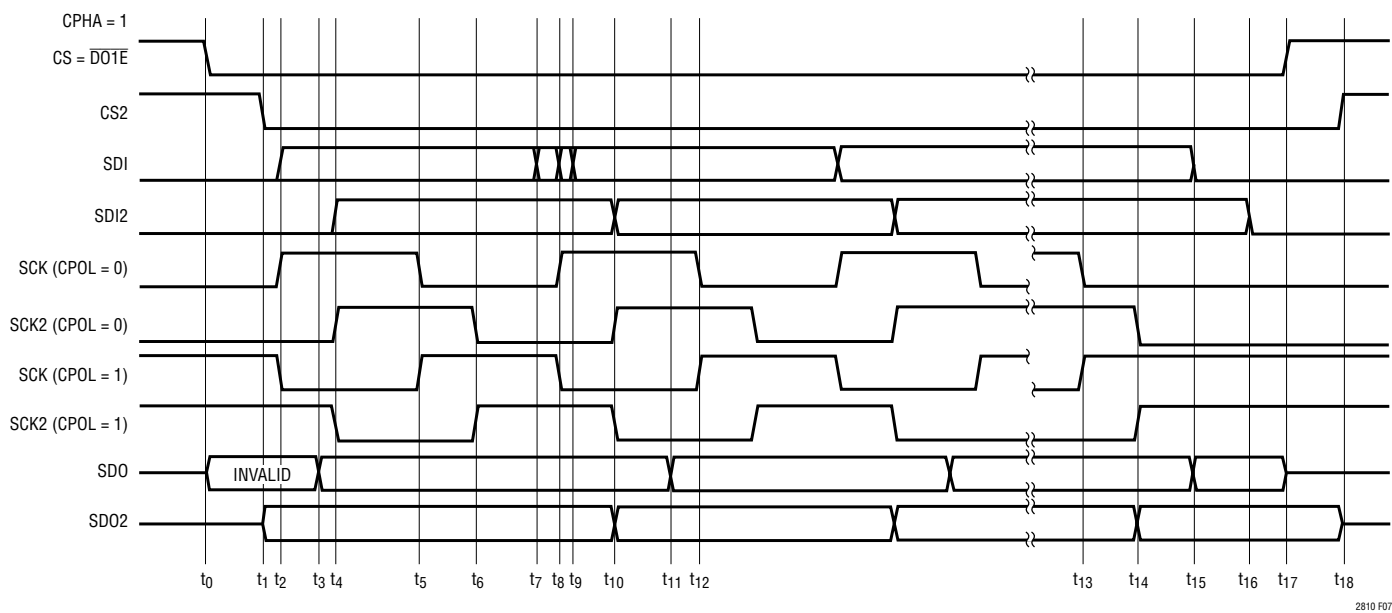 CPHA = 1
CS = D̅O̅1̅E̅
CS2
SDI
SDI2
SCK (CPOL = 0)
SCK2 (CPOL = 0)
SCK (CPOL = 1)
SCK2 (CPOL = 1)
SDO
INVALID
SDO2
t0 t1 t2 t3 t4 t5 t6 t7 t8 t9 t10 t11 t12 t13 t14 t15 t16 t17 t18
2810 F07